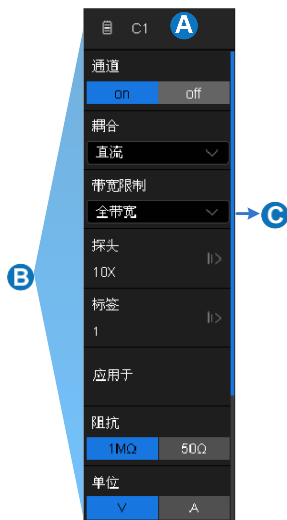 C1 A
通道
on off
耦合
直流
带宽限制
全带宽
C
探头
10X
B
标签
1
应用于
阻抗
1MΩ 50Ω
单位
V A